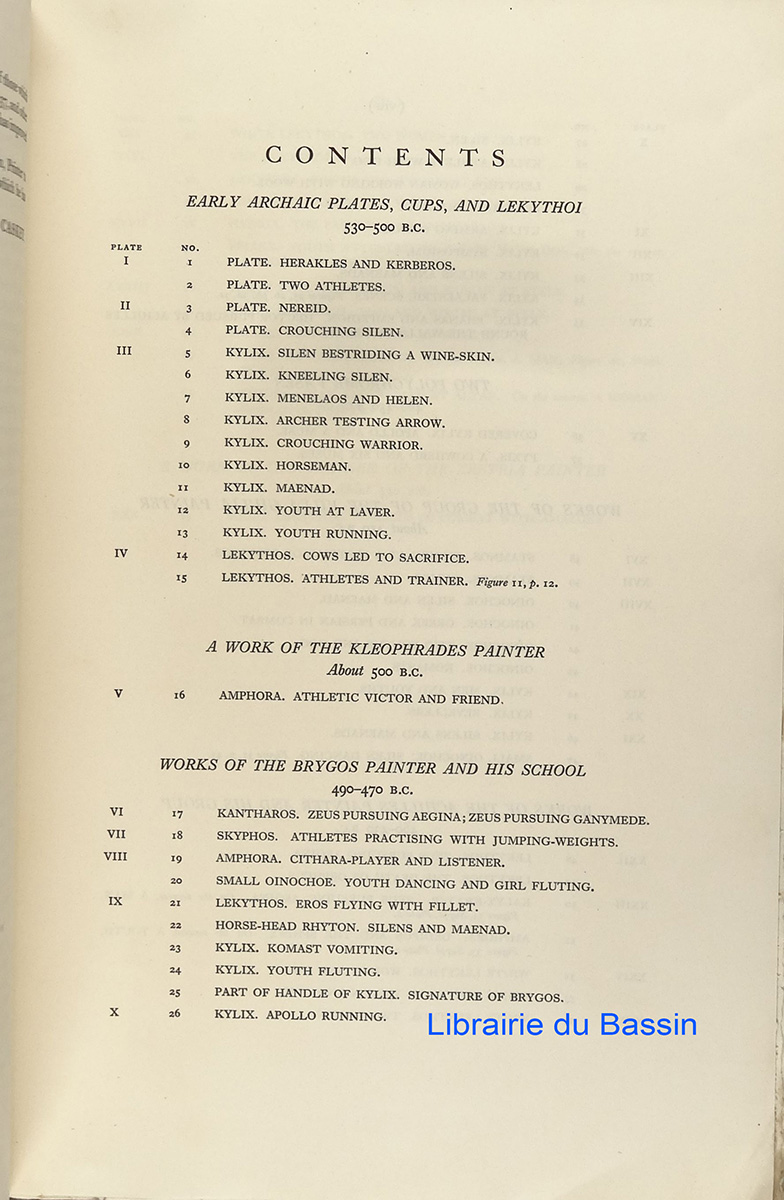 CONTENTS
EARLY ARCHAIC PLATES, CUPS, AND LEKYTHOI
530–500 B.C.
PLATE NO.
I 1 PLATE. HERAKLES AND KERBEROS.
2 PLATE. TWO ATHLETES.
II 3 PLATE. NEREID.
4 PLATE. CROUCHING SILEN.
III 5 KYLIX. SILEN BESTRIDING A WINE-SKIN.
6 KYLIX. KNEELING SILEN.
7 KYLIX. MENELAOS AND HELEN.
8 KYLIX. ARCHER TESTING ARROW.
9 KYLIX. CROUCHING WARRIOR.
10 KYLIX. HORSEMAN.
11 KYLIX. MAENAD.
12 KYLIX. YOUTH AT LAVER.
13 KYLIX. YOUTH RUNNING.
IV 14 LEKYTHOS. COWS LED TO SACRIFICE.
15 LEKYTHOS. ATHLETES AND TRAINER. Figure 11, p. 12.
A WORK OF THE KLEOPHRADES PAINTER
About 500 B.C.
V 16 AMPHORA. ATHLETIC VICTOR AND FRIEND.
WORKS OF THE BRYGOS PAINTER AND HIS SCHOOL
490–470 B.C.
VI 17 KANTHAROS. ZEUS PURSUING AEGINA; ZEUS PURSUING GANYMEDE.
VII 18 SKYPHOS. ATHLETES PRACTISING WITH JUMPING-WEIGHTS.
VIII 19 AMPHORA. CITHARA-PLAYER AND LISTENER.
20 SMALL OINOCHOE. YOUTH DANCING AND GIRL FLUTING.
IX 21 LEKYTHOS. EROS FLYING WITH FILLET.
22 HORSE-HEAD RHYTON. SILENS AND MAENAD.
23 KYLIX. KOMAST VOMITING.
24 KYLIX. YOUTH FLUTING.
25 PART OF HANDLE OF KYLIX. SIGNATURE OF BRYGOS.
X 26 KYLIX. APOLLO RUNNING.
Librairie du Bassin